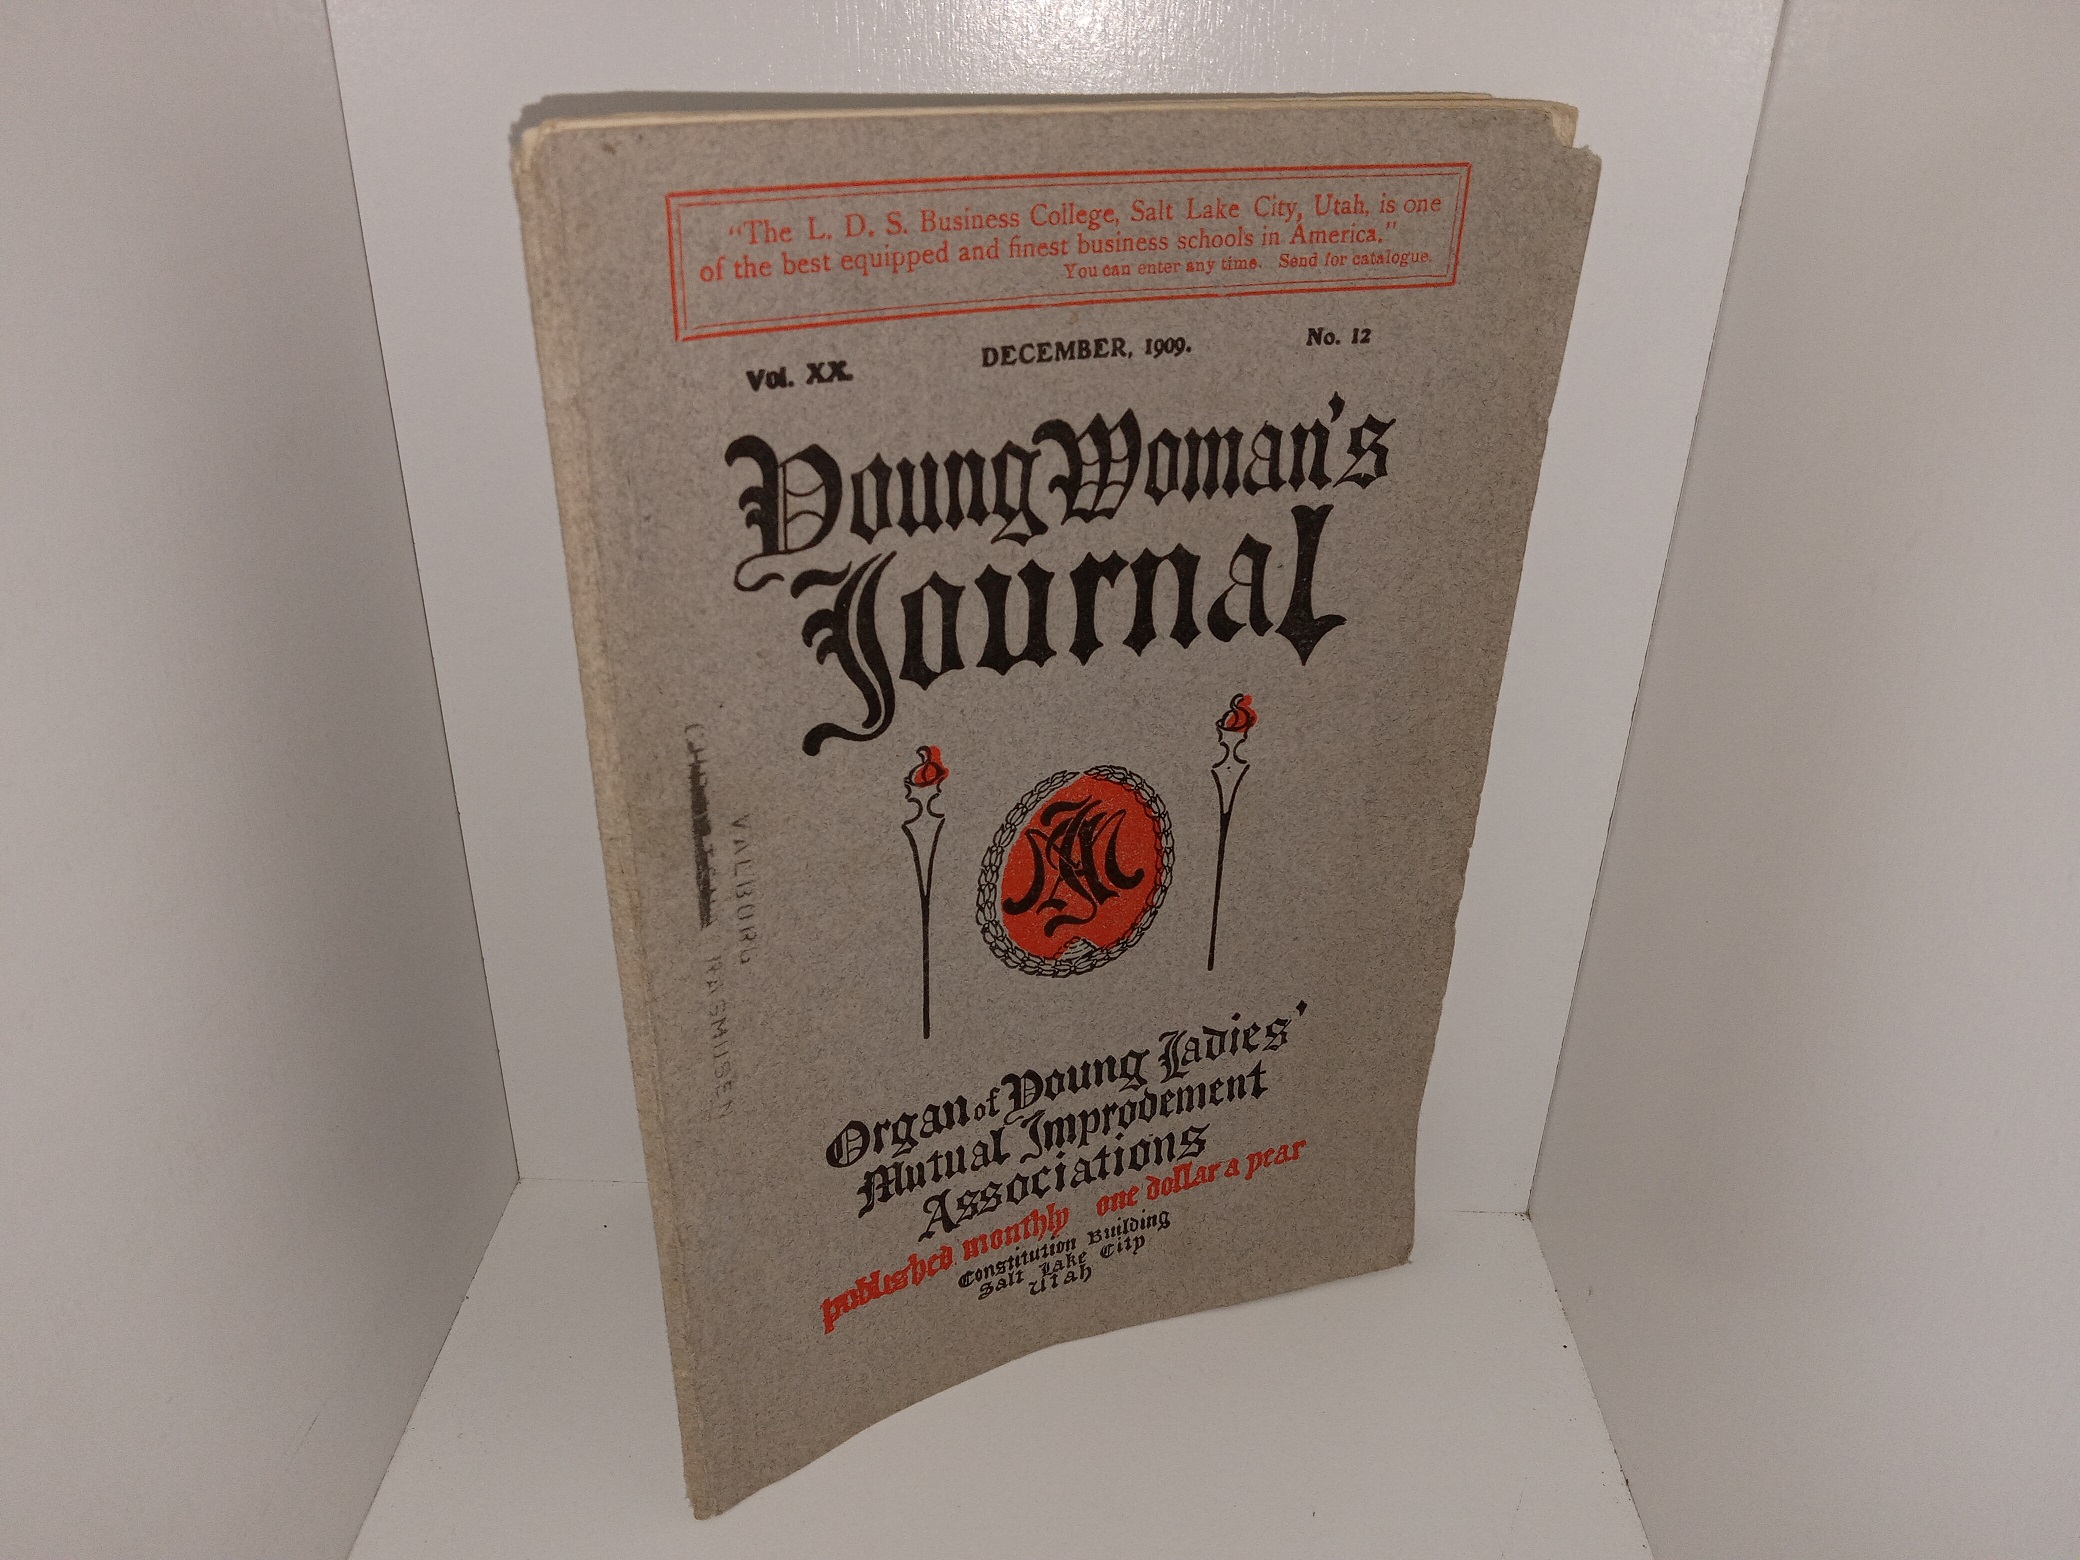 "The L. D. S. Business College, Salt Lake City, Utah, is one
of the best equipped and finest business schools in America."
You can enter any time. Send for catalogue.
Vol. XX. DECEMBER, 1909. No. 12
Young Woman's
Journal
Organ of Young Ladies'
Mutual Improvement
Associations
published monthly one dollar a year
Constitution Building
Salt Lake City
Utah
VALBURG
RASMUSEN